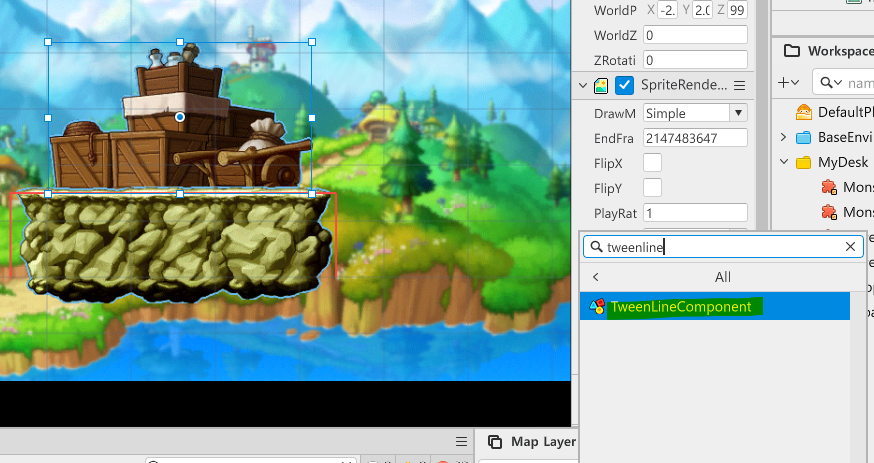 WorldP X -2. Y 2.0 Z 99
WorldZ 0
ZRotati 0
SpriteRende...
DrawM Simple
EndFra 2147483647
FlipX
FlipY
PlayRat 1
tweenline
All
TweenLineComponent
Workspace
nam
DefaultPl
BaseEnvi
MyDesk
Mons
Mons
Map Layer